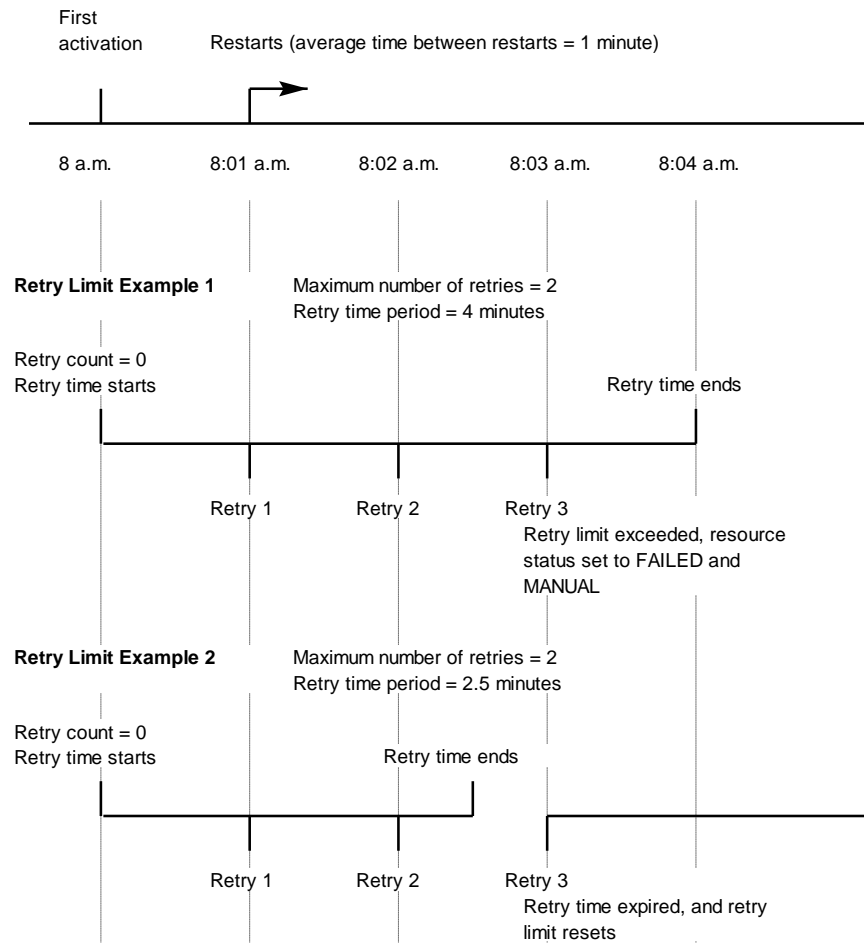 First
activation
Restarts (average time between restarts = 1 minute)
8 a.m.
8:01 a.m.
8:02 a.m.
8:03 a.m.
8:04 a.m.
Retry Limit Example 1
Maximum number of retries = 2
Retry time period = 4 minutes
Retry count = 0
Retry time starts
Retry time ends
Retry 1
Retry 2
Retry 3
Retry limit exceeded, resource
status set to FAILED and
MANUAL
Retry Limit Example 2
Maximum number of retries = 2
Retry time period = 2.5 minutes
Retry count = 0
Retry time starts
Retry time ends
Retry 1
Retry 2
Retry 3
Retry time expired, and retry
limit resets